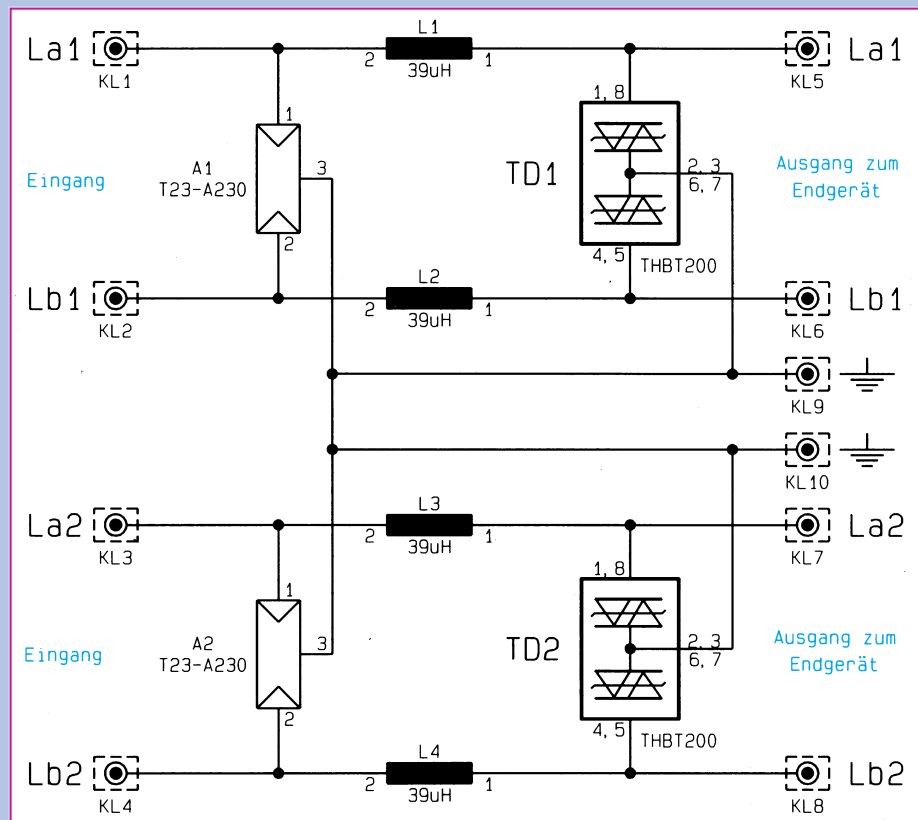 La1
KL1
2
L1
39uH
1
KL5
La1
1
1,8
Eingang
A1
T23-A230
3
TD1
2,3
6,7
Ausgang zum
Endgerät
2
4,5
THBT200
Lb1
KL2
2
L2
39uH
1
KL6
Lb1
KL9
KL10
La2
KL3
2
L3
39uH
1
KL7
La2
1
1,8
Eingang
A2
T23-A230
3
TD2
2,3
6,7
Ausgang zum
Endgerät
2
4,5
THBT200
Lb2
KL4
2
L4
39uH
1
KL8
Lb2